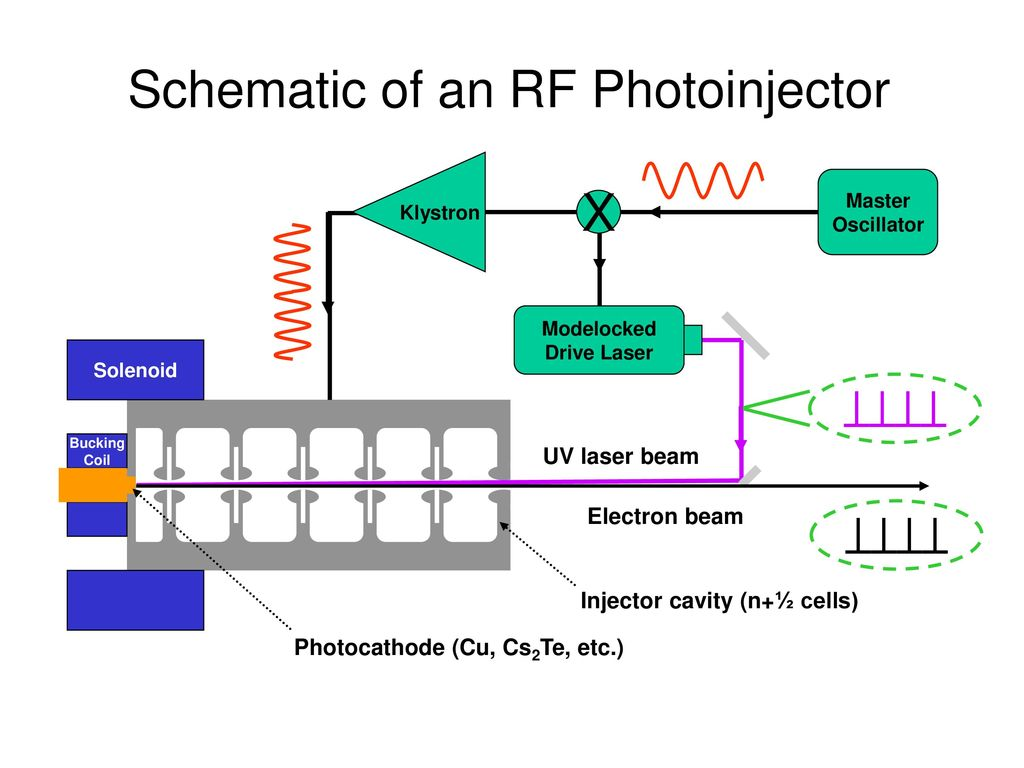 Schematic of an RF Photoinjector
Klystron
X
Master
Oscillator
Modelocked
Drive Laser
Solenoid
Bucking
Coil
UV laser beam
Electron beam
Injector cavity (n+½ cells)
Photocathode (Cu, Cs₂Te, etc.)